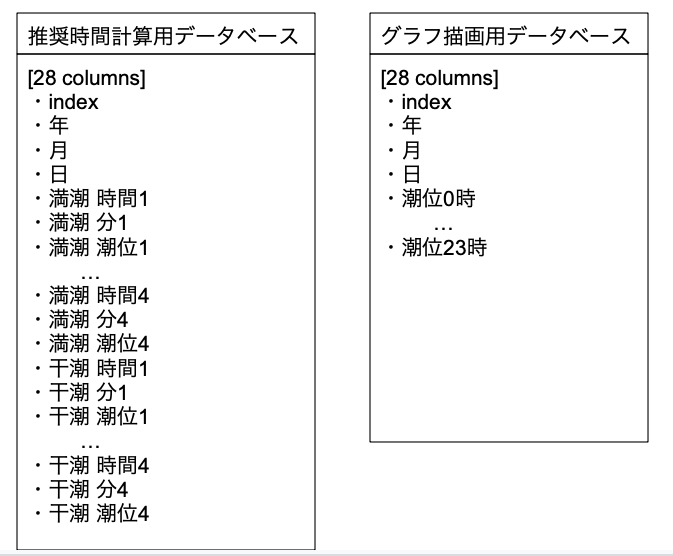 推奨時間計算用データベース
[28 columns]
・index
・年
・月
・日
・満潮 時間1
・満潮 分1
・満潮 潮位1
…
・満潮 時間4
・満潮 分4
・満潮 潮位4
・干潮 時間1
・干潮 分1
・干潮 潮位1
…
・干潮 時間4
・干潮 分4
・干潮 潮位4
グラフ描画用データベース
[28 columns]
・index
・年
・月
・日
・潮位0時
…
・潮位23時